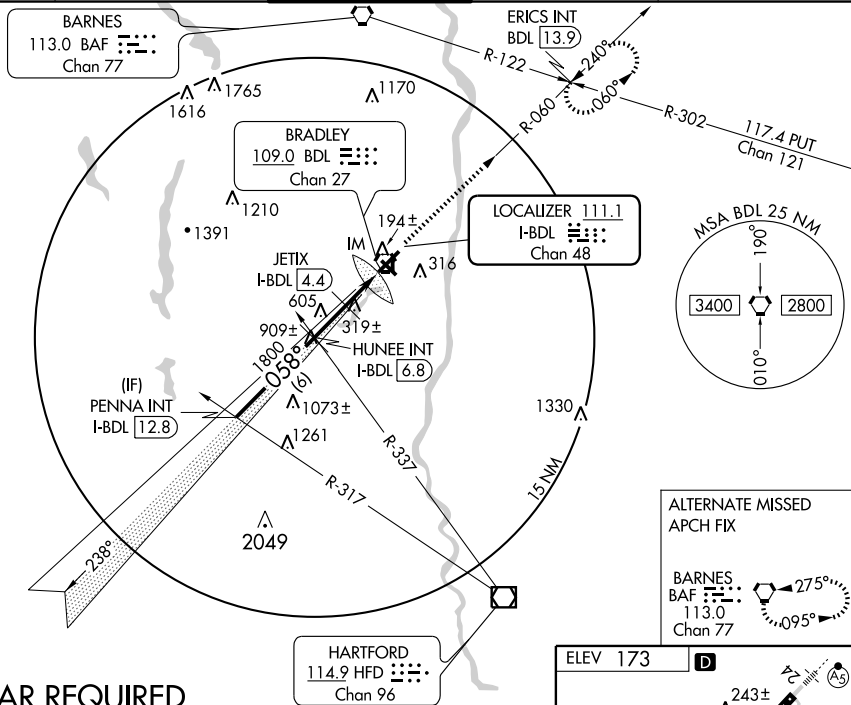 BARNES
113.0 BAF
Chan 77
ERICS INT
BDL 13.9
R-122
240°
060°
R-060
R-302
117.4 PUT
Chan 121
1616
1765
1170
BRADLEY
109.0 BDL
Chan 27
1210
1391
194±
IM
LOCALIZER 111.1
I-BDL
Chan 48
316
MSA BDL 25 NM
190°
3400
2800
010°
JETIX
I-BDL 4.4
605
319±
909±
HUNEE INT
I-BDL 6.8
1800
058°
(6)
(IF)
PENNA INT
I-BDL 12.8
1073±
1261
R-337
R-317
1330
15 NM
2049
238°
ALTERNATE MISSED
APCH FIX
BARNES
BAF
113.0
Chan 77
275°
095°
HARTFORD
114.9 HFD
Chan 96
ELEV 173
D
24
A5
243±
AR REQUIRED